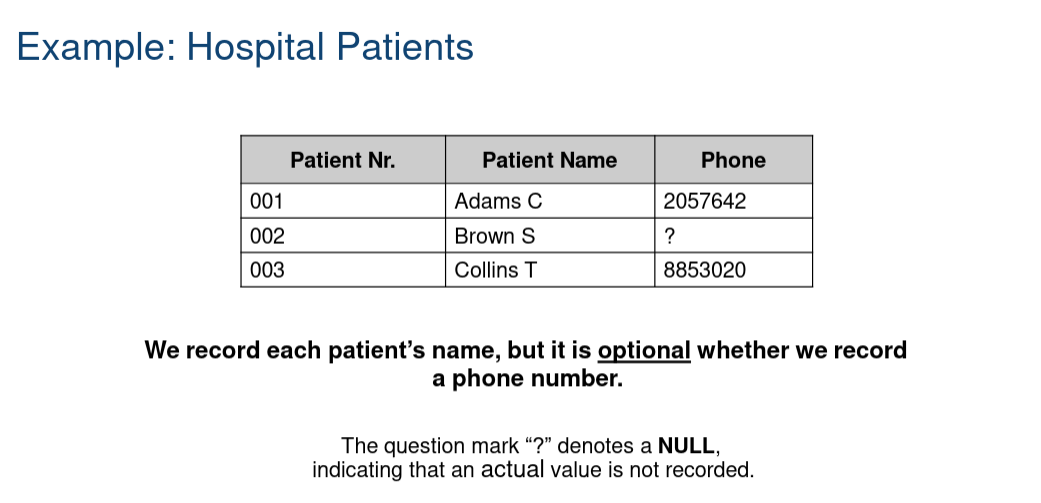 Example: Hospital Patients
Patient Nr. Patient Name Phone
001 Adams C 2057642
002 Brown S ?
003 Collins T 8853020
We record each patient’s name, but it is optional whether we record
a phone number.
The question mark “?” denotes a NULL,
indicating that an actual value is not recorded.